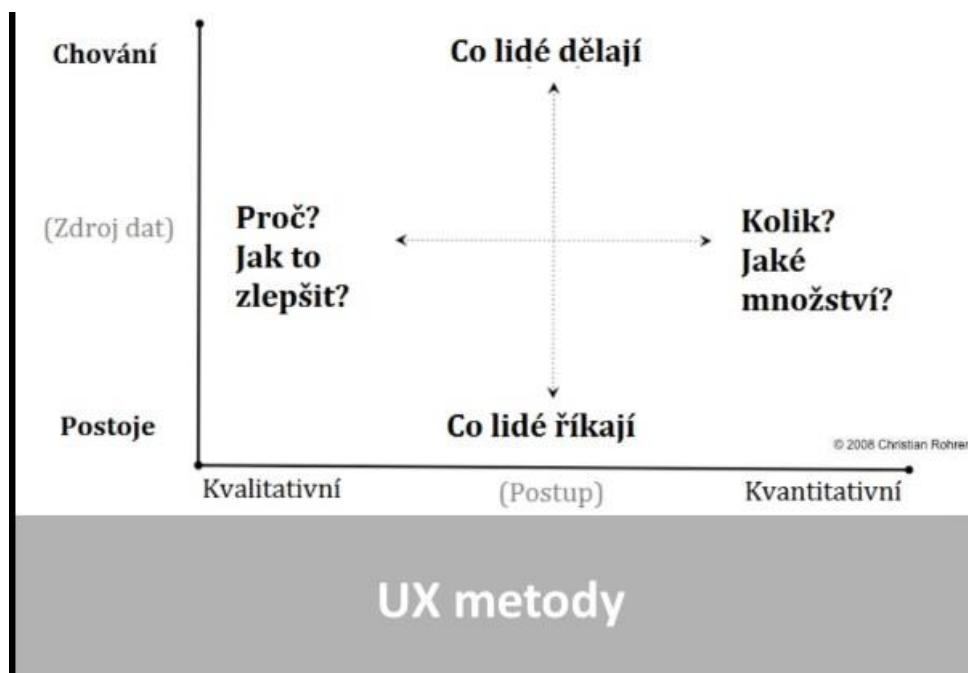 Chování
Co lidé dělají
(Zdroj dat)
Proč?
Jak to
zlepšit?
Kolik?
Jaké
množství?
Postoje
Co lidé říkají
© 2008 Christian Rohrer
Kvalitativní
(Postup)
Kvantitativní
UX metody